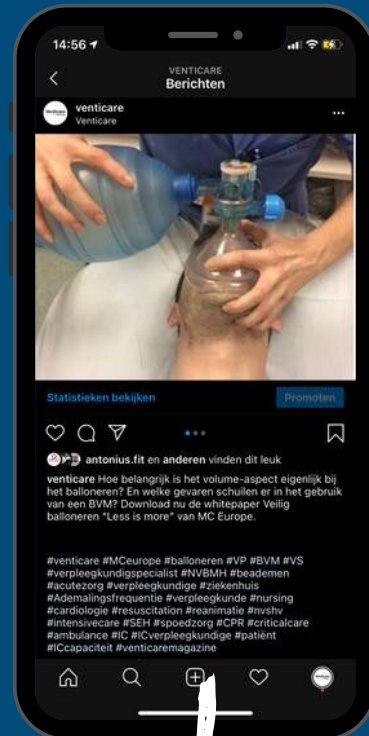 14:56
VENTICARE
Berichten
venticare
Venticare
Statistieken bekijken
Promoten
antonius.fit en anderen vinden dit leuk
venticare Hoe belangrijk is het volume-aspect eigenlijk bij
het balloneren? En welke gevaren schuilen er in het gebruik
van een BVM? Download nu de whitepaper Veilig
balloneren "Less is more" van MC Europe.
#venticare #MCeurope #balloneren #VP #BVM #VS
#verpleegkundigspecialist #NVBMH #beademen
#acutezorg #verpleegkundige #ziekenhuis
#Ademalingsfrequentie #verpleegkunde #nursing
#cardiologie #resuscitation #reanimatie #nvshv
#intensivecare #SEH #spoedzorg #CPR #criticalcare
#ambulance #IC #ICverpleegkundige #patiënt
#ICcapaciteit #venticaremagazine